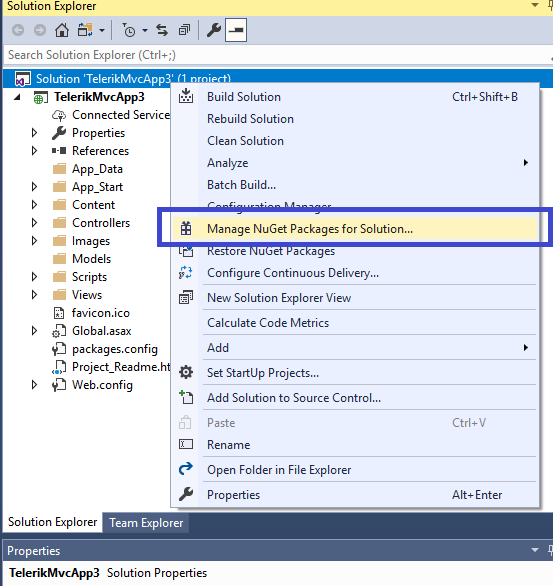 Solution Explorer
Search Solution Explorer (Ctrl+;)
Solution 'TelerikMvcApp3' (1 project)
TelerikMvcApp3
Connected Service
Properties
References
App_Data
App_Start
Content
Controllers
Images
Models
Scripts
Views
favicon.ico
Global.asax
packages.config
Project_Readme.ht
Web.config
Build Solution Ctrl+Shift+B
Rebuild Solution
Clean Solution
Analyze
Batch Build...
Configuration Manager
Manage NuGet Packages for Solution...
Restore NuGet Packages
Configure Continuous Delivery...
New Solution Explorer View
Calculate Code Metrics
Add
Set StartUp Projects...
Add Solution to Source Control...
Paste Ctrl+V
Rename
Open Folder in File Explorer
Properties Alt+Enter
Solution Explorer Team Explorer
Properties
TelerikMvcApp3 Solution Properties